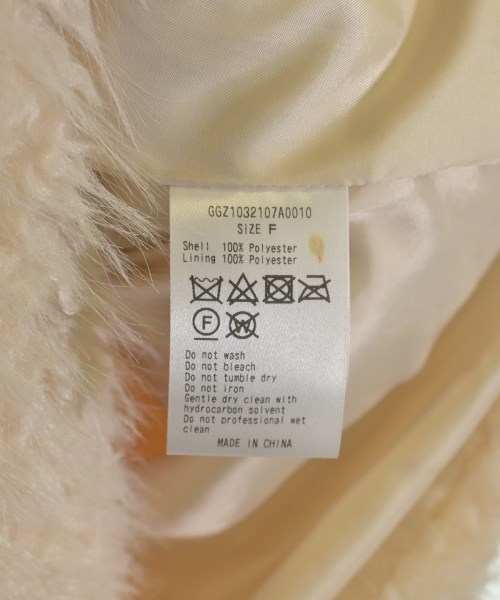 GGZ1032107A0010
SIZE F
Shell 100% Polyester
Lining 100% Polyester
F
W
Do not wash
Do not bleach
Do not tumble dry
Do not iron
Gentle dry clean with
hydrocarbon solvent
Do not professional wet
clean
MADE IN CHINA